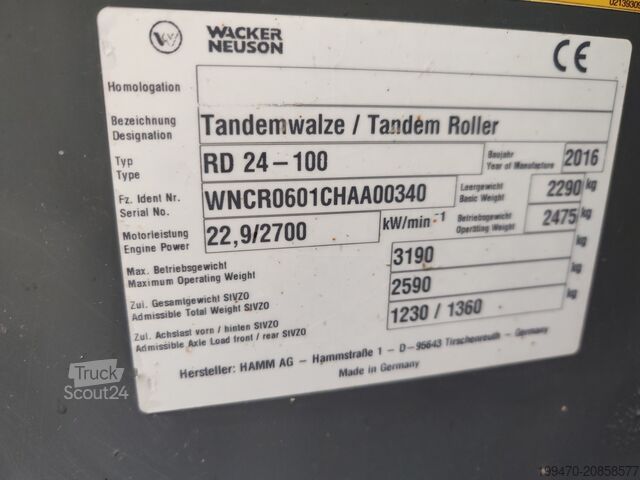 0213930
WACKER
NEUSON
CE
Homologation
Bezeichnung
Designation
Tandemwalze / Tandem Roller
Typ
Type
RD 24-100
Baujahr
Year of Manufacture
2016
Fz. Ident Nr.
Serial No.
WNCR0601CHAA00340
Leergewicht
Basic Weight
2290 kg
Motorleistung
Engine Power
22,9/2700
kW/min⁻¹
Betriebsgewicht
Operating Weight
2475 kg
Max. Betriebsgewicht
Maximum Operating Weight
3190 kg
Zul. Gesamtgewicht StVZO
Admissible Total Weight StVZO
2590 kg
Zul. Achslast vorn / hinten StVZO
Admissible Axle Load front / rear StVZO
1230 / 1360 kg
Hersteller: HAMM AG - Hammstraße 1 - D-95643 Tirschenreuth - Germany
Made in Germany
Truck
Scout24
199470-20858577